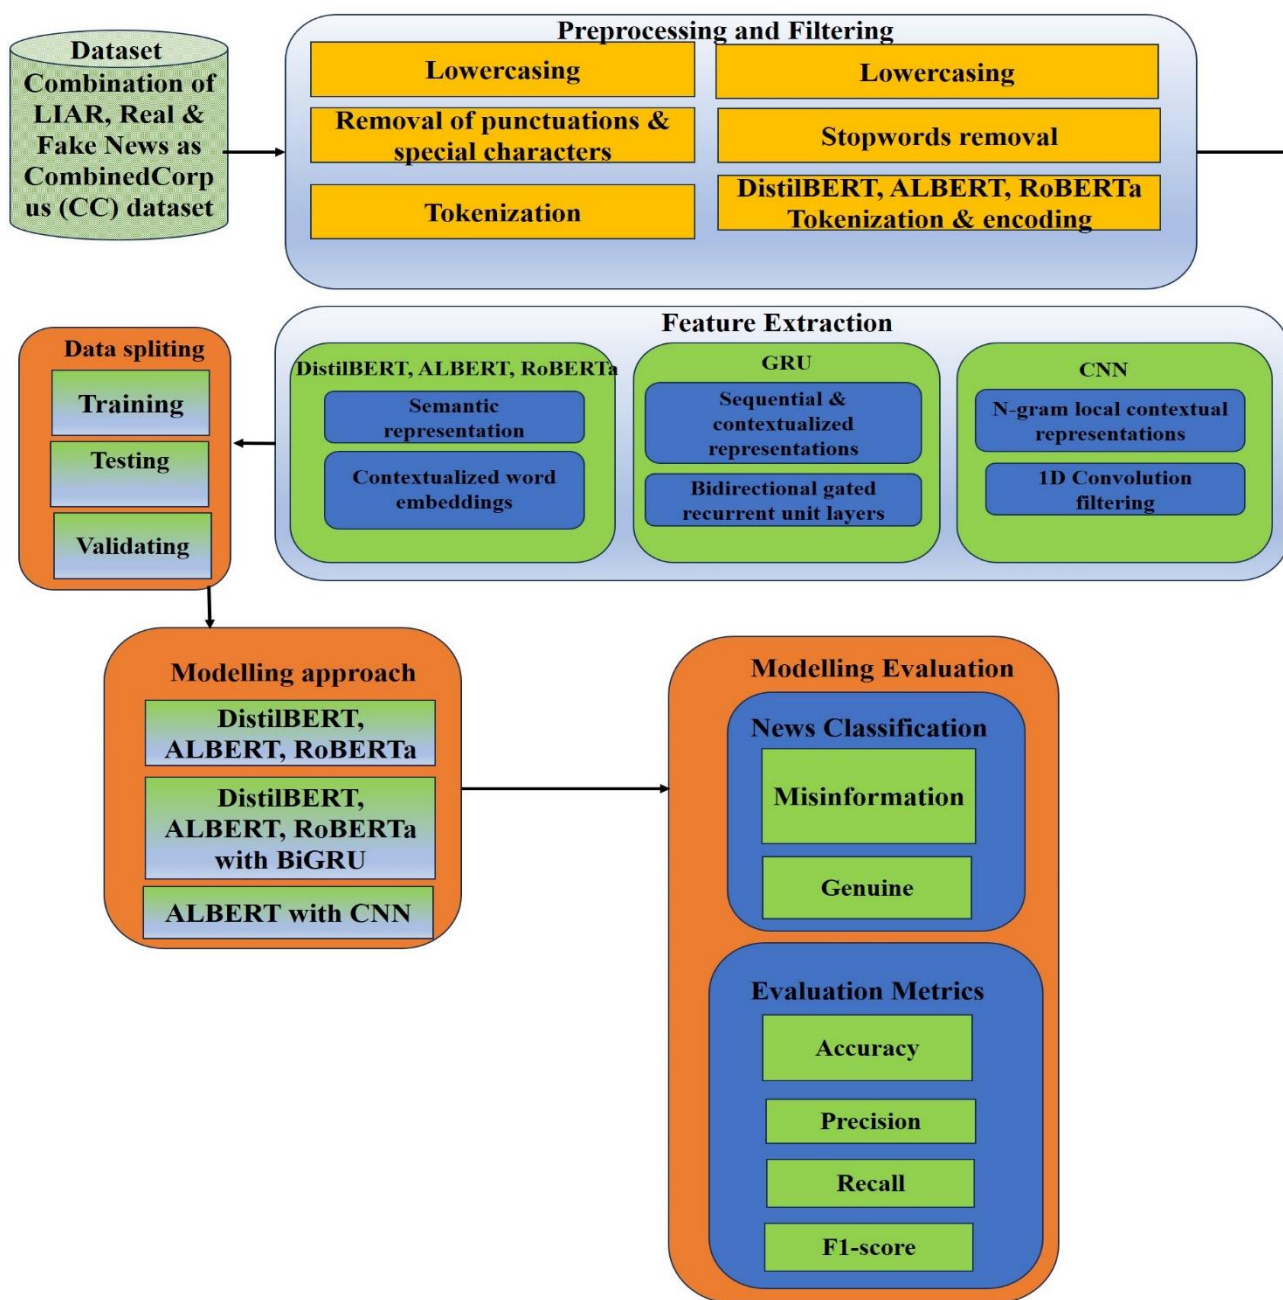 Dataset
Combination of
LIAR, Real &
Fake News as
CombinedCorp
us (CC) dataset
Preprocessing and Filtering
Lowercasing
Removal of punctuations &
special characters
Tokenization
Lowercasing
Stopwords removal
DistilBERT, ALBERT, RoBERTa
Tokenization & encoding
Feature Extraction
DistilBERT, ALBERT, RoBERTa
Semantic
representation
Contextualized word
embeddings
GRU
Sequential &
contextualized
representations
Bidirectional gated
recurrent unit layers
CNN
N-gram local contextual
representations
1D Convolution
filtering
Data spliting
Training
Testing
Validating
Modelling approach
DistilBERT,
ALBERT, RoBERTa
DistilBERT,
ALBERT, RoBERTa
with BiGRU
ALBERT with CNN
Modelling Evaluation
News Classification
Misinformation
Genuine
Evaluation Metrics
Accuracy
Precision
Recall
F1-score